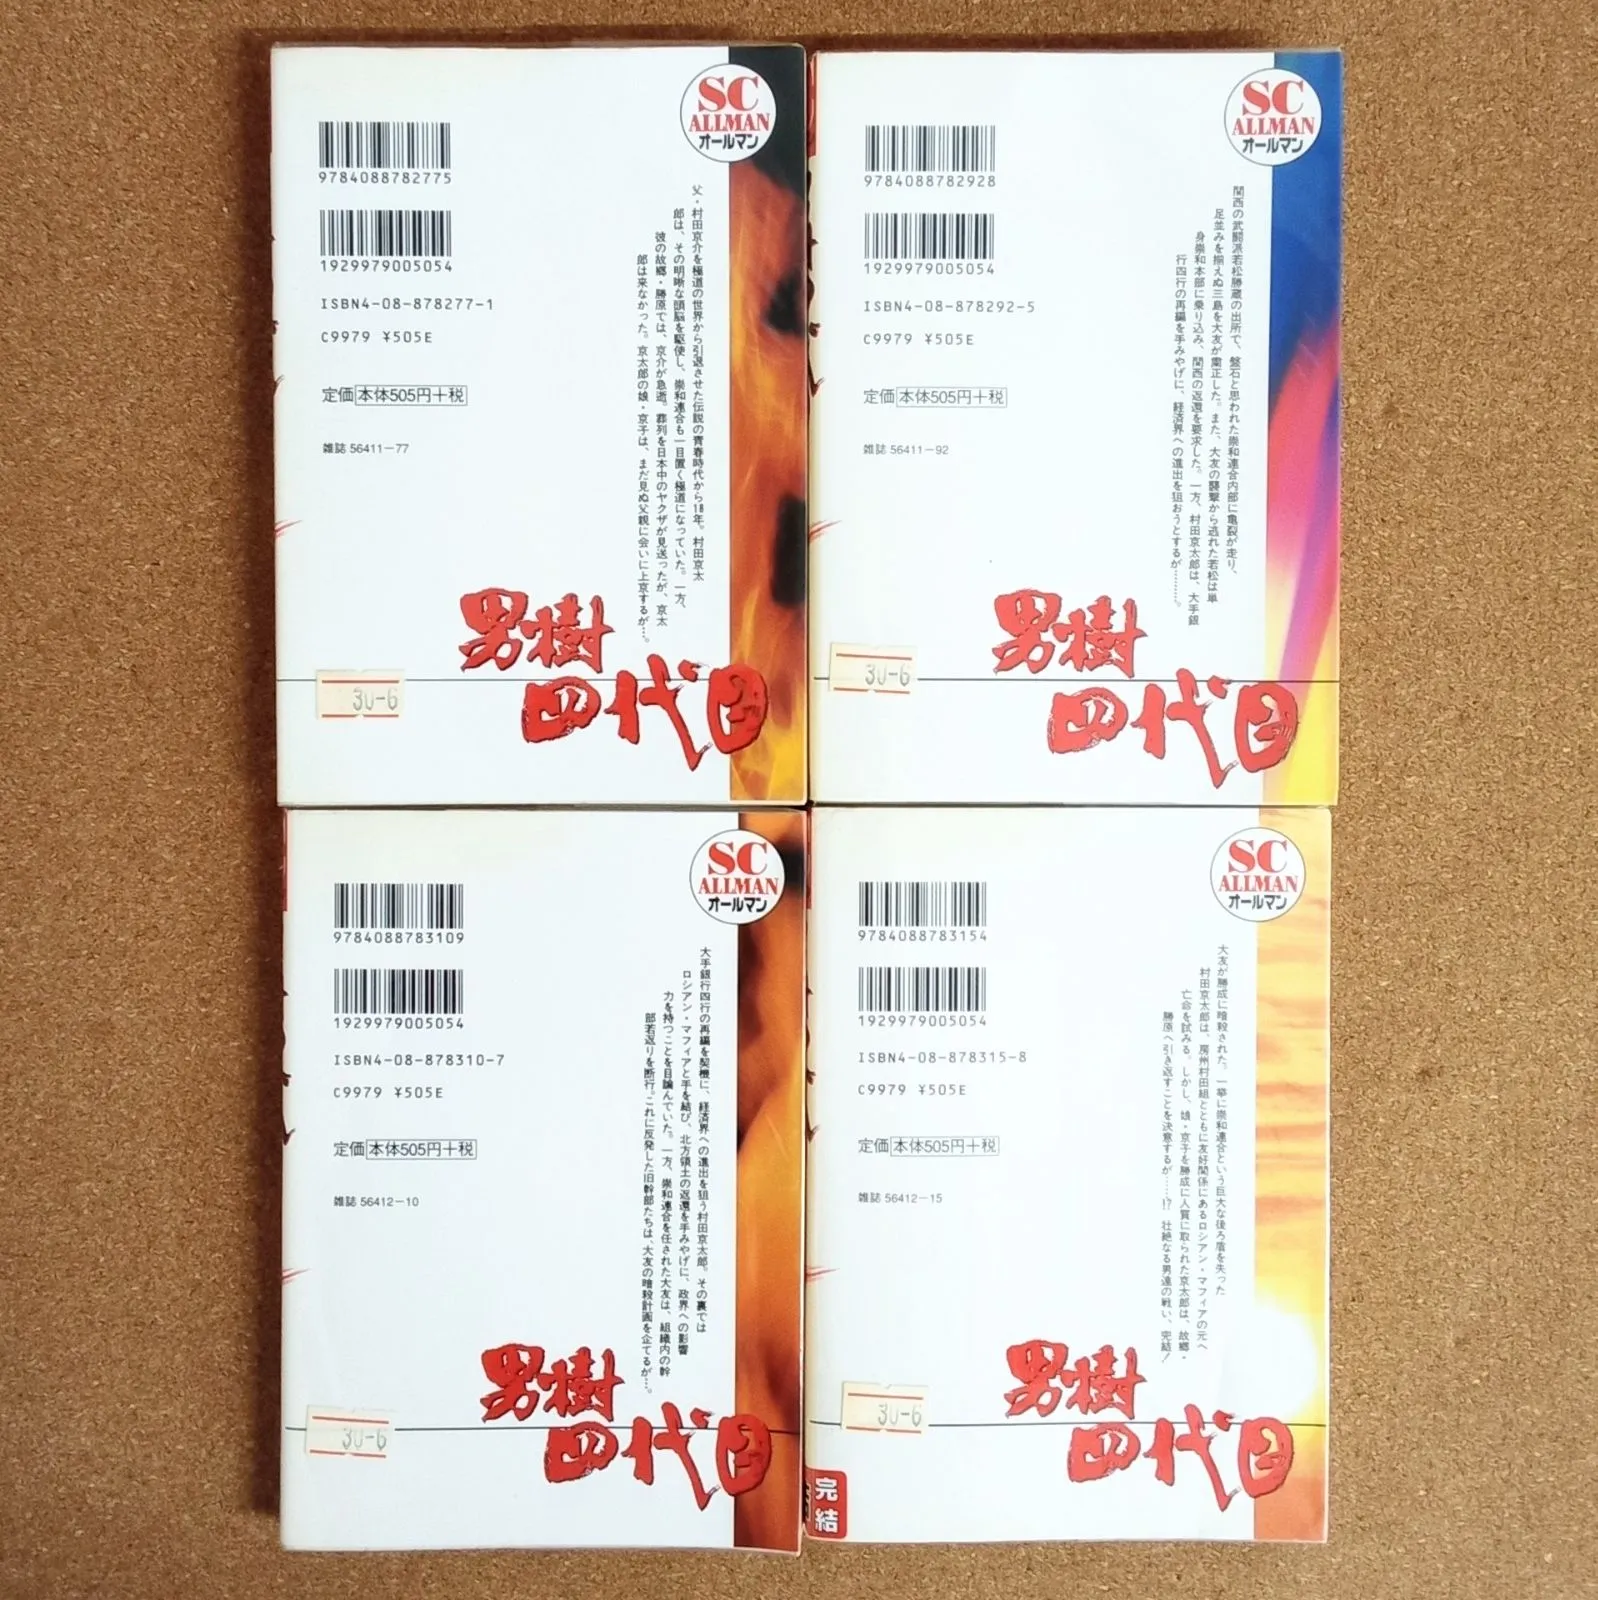 SC
ALLMAN
オールマン
9784088782775
1929979005054
ISBN4-08-878277-1
C9979 ¥505E
定価 本体505円+税
雑誌 56411-77
父・村田京介を極道の世界から引退させた伝説の青春時代から18年。村田京太
郎は、その明晰な頭脳を駆使し、崇和連合も一目置く極道になっていた。一方、
彼の故郷・勝原では、京介が急逝。葬列を日本中のヤクザが見送ったが、京太
郎は来なかった。京太郎の娘・京子は、まだ見ぬ父親に会いに上京するが…。
男樹
四代目
30-6
SC
ALLMAN
オールマン
9784088782928
1929979005054
ISBN4-08-878292-5
C9979 ¥505E
定価 本体505円+税
雑誌 56411-92
関西の武闘派若松勝蔵の出所で、盤石と思われた崇和連合内部に亀裂が走り、
足並みを揃えぬ三島を大友が粛正した。また、大友の襲撃から逃れた若松は単
身崇和本部に乗り込み、関西の返還を要求した。一方、村田京太郎は、大手銀
行四行の再編を手みやげに、経済界への進出を狙おうとするが………。
男樹
四代目
30-6
SC
ALLMAN
オールマン
9784088783109
1929979005054
ISBN4-08-878310-7
C9979 ¥505E
定価 本体505円+税
雑誌 56412-10
大手銀行四行の再編を契機に、経済界への進出を狙う村田京太郎。その裏では
ロシアン・マフィアと手を結び、北方領土の返還を手みやげに、政界への影響
力を持つことを目論んでいた。一方、崇和連合を任された大友は、組織内の幹
部若返りを断行。これに反発した旧幹部たちは、大友の暗殺計画を企てるが…。
男樹
四代目
30-6
SC
ALLMAN
オールマン
9784088783154
1929979005054
ISBN4-08-878315-8
C9979 ¥505E
定価 本体505円+税
雑誌 56412-15
大友が勝成に暗殺された。一挙に崇和連合という巨大な後ろ盾を失った
村田京太郎は、房州村田組とともに友好関係にあるロシアン・マフィアの元へ
亡命を試みる。しかし、娘・京子を勝成に人質に取られた京太郎は、故郷・
勝原へ引き返すことを決意するが……!? 壮絶なる男達の戦い、完結!
男樹
四代目
30-6
完結